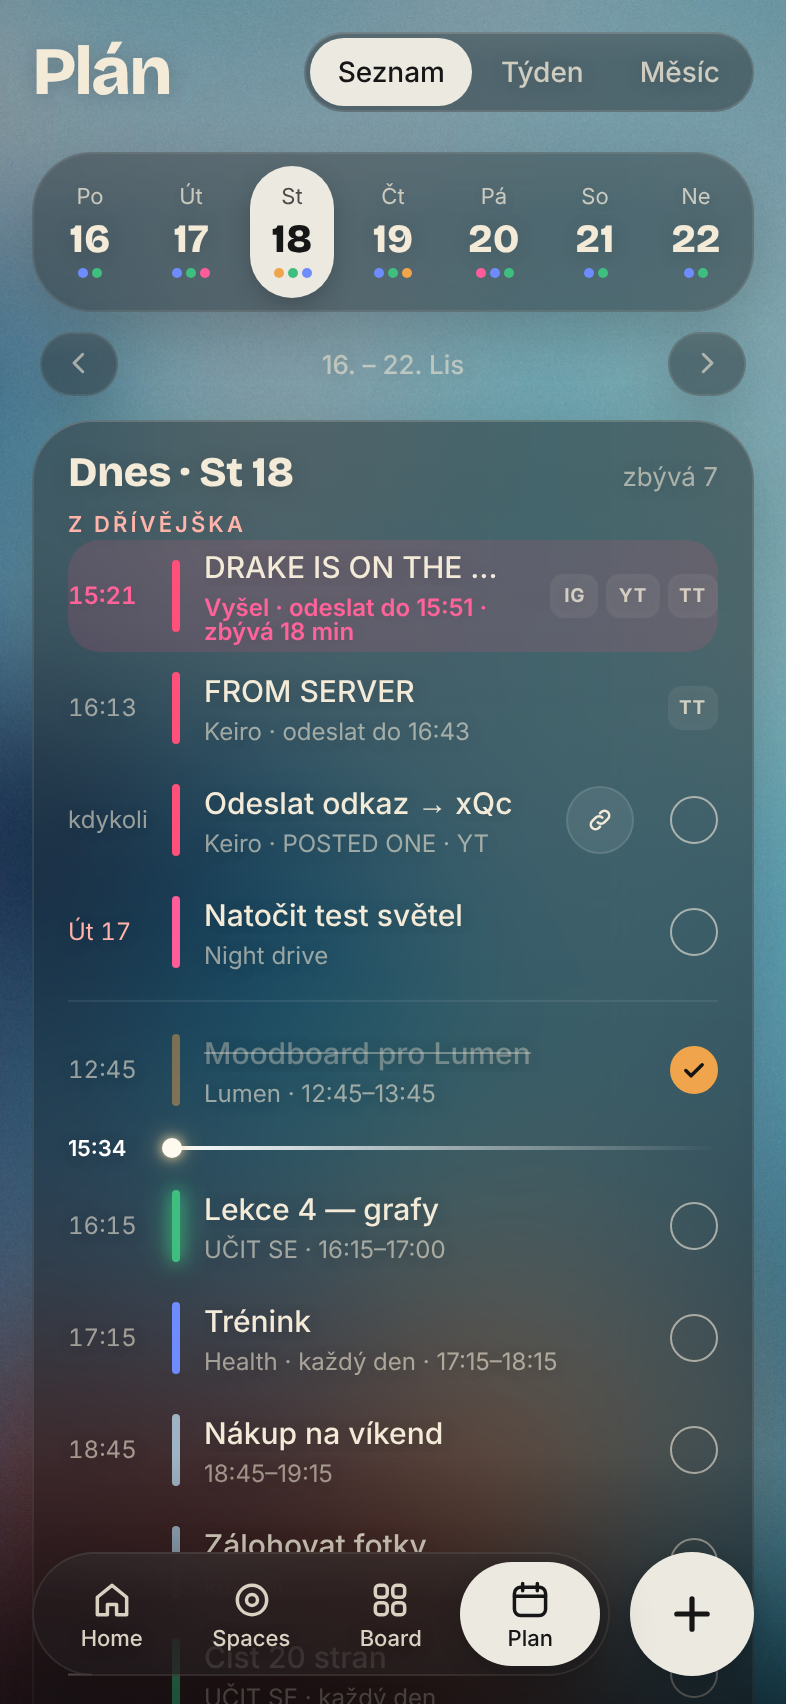 Plán
Seznam Týden Měsíc
Po Út St Čt Pá So Ne
16 17 18 19 20 21 22
16. – 22. Lis
Dnes · St 18 zbývá 7
Z DŘÍVĚJŠKA
15:21 DRAKE IS ON THE ... IG YT TT
Vyšel · odeslat do 15:51 ·
zbývá 18 min
16:13 FROM SERVER TT
Keiro · odeslat do 16:43
kdykoli Odeslat odkaz → xQc
Keiro · POSTED ONE · YT
Út 17 Natočit test světel
Night drive
12:45 Moodboard pro Lumen
Lumen · 12:45–13:45
15:34
16:15 Lekce 4 — grafy
UČIT SE · 16:15–17:00
17:15 Trénink
Health · každý den · 17:15–18:15
18:45 Nákup na víkend
18:45–19:15
Zálohovat fotky
Home Spaces Board Plan
Číst 20 stran
UČIT SE · každý den